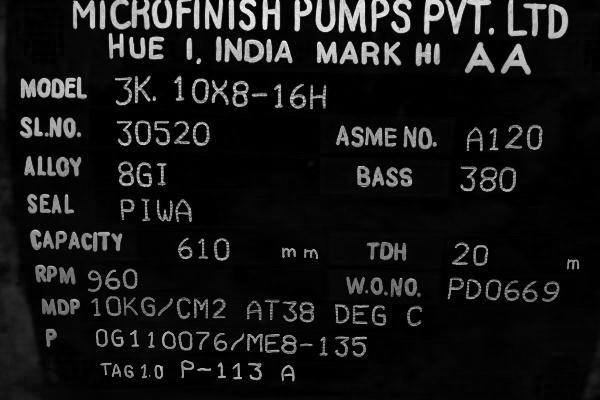 MICROFINISH PUMPS PVT. LTD
HUE I, INDIA MARK HI AA
MODEL 3K. 10X8-16H
SL.NO. 30520 ASME NO. A120
ALLOY 8GI BASS 380
SEAL PIWA
CAPACITY 610 mm TDH 20 m
RPM 960 W.O.NO. PD0669
MDP 10KG/CM2 AT38 DEG C
P 0G110076/ME8-135
TAG 1.0 P-113 A